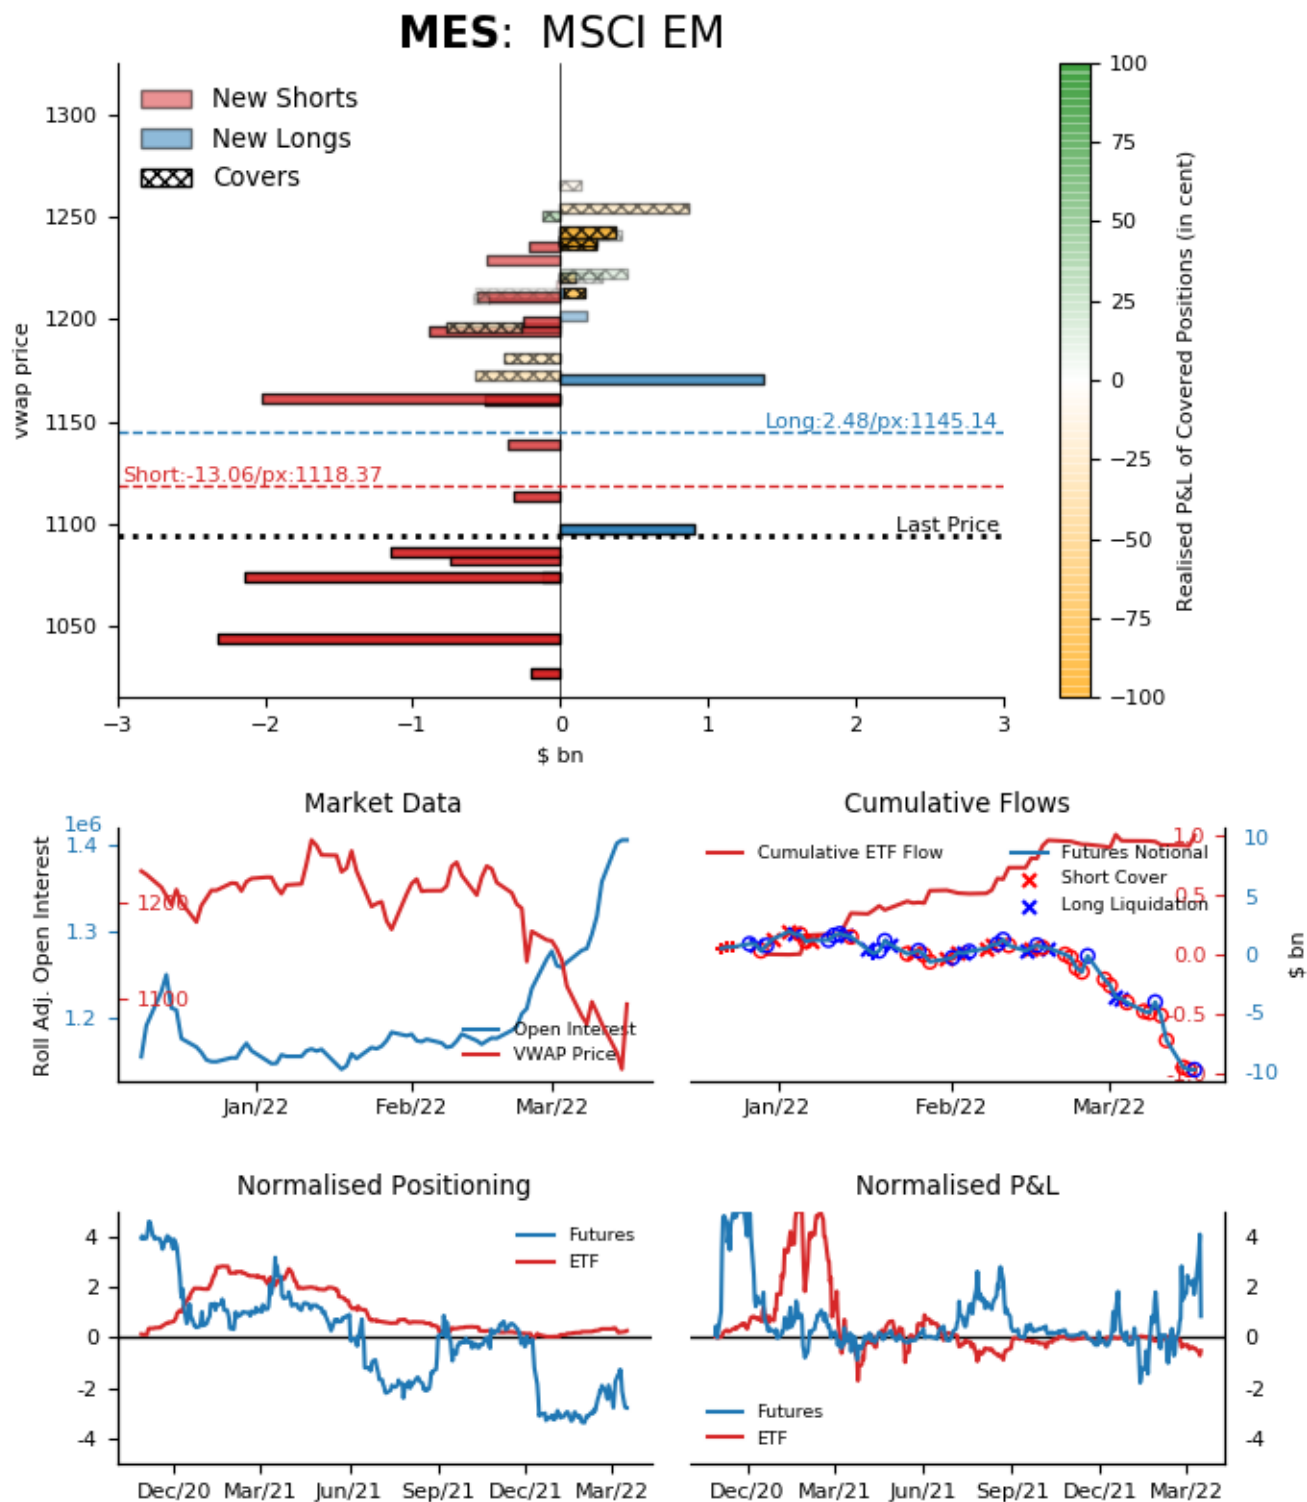 MES: MSCI EM
New Shorts
New Longs
Covers
1300
1250
1200
1150
1100
1050
vwap price
Long:2.48/px:1145.14
Short:-13.06/px:1118.37
Last Price
−3 −2 −1 0 1 2 3
$ bn
100
75
50
25
0
−25
−50
−75
−100
Realised P&L of Covered Positions (in cent)
Market Data
1e6
1.4
1.3
1.2
1200
1100
Roll Adj. Open Interest
Open Interest
VWAP Price
Jan/22 Feb/22 Mar/22
Cumulative Flows
Cumulative ETF Flow
Futures Notional
Short Cover
Long Liquidation
1.0
0.5
0.0
-0.5
10
5
0
-5
-10
$ bn
Jan/22 Feb/22 Mar/22
Normalised Positioning
Futures
ETF
4
2
0
-2
-4
Dec/20 Mar/21 Jun/21 Sep/21 Dec/21 Mar/22
Normalised P&L
Futures
ETF
4
2
0
-2
-4
Dec/20 Mar/21 Jun/21 Sep/21 Dec/21 Mar/22